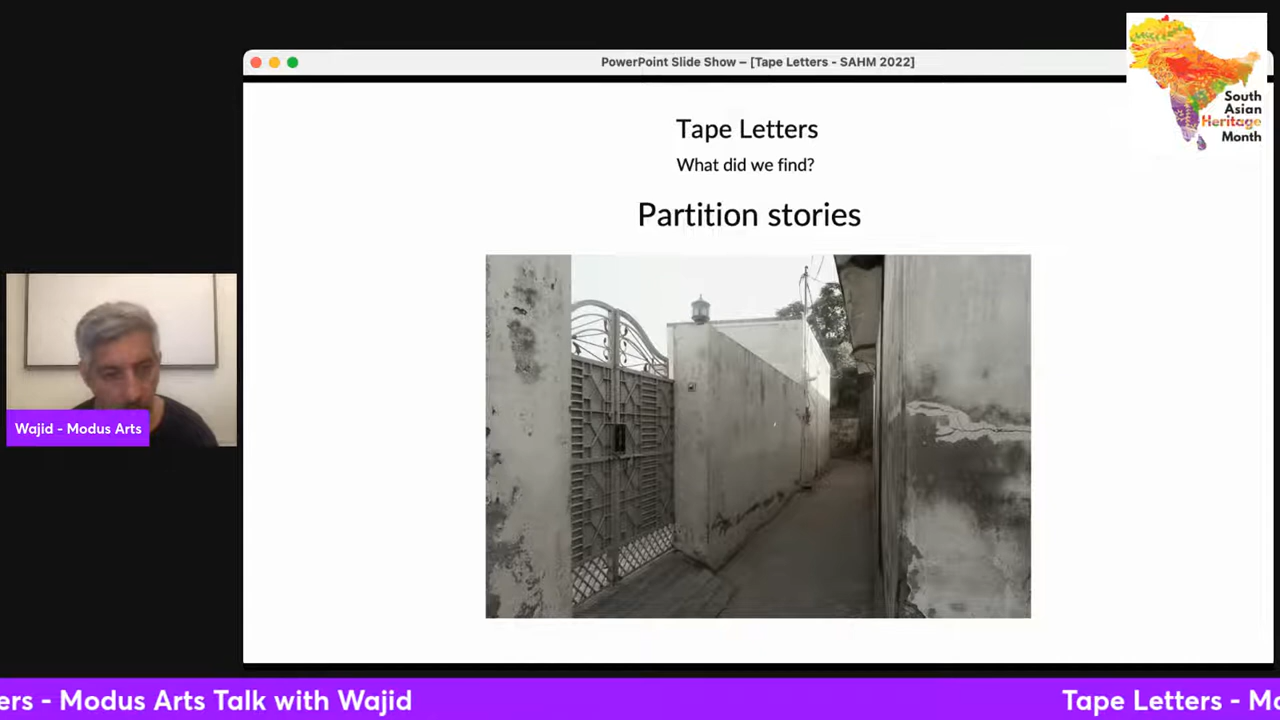 PowerPoint Slide Show – [Tape Letters - SAHM 2022]
South
Asian
Heritage
Month
Tape Letters
What did we find?
Partition stories
Wajid - Modus Arts
ers - Modus Arts Talk with Wajid
Tape Letters - Mo